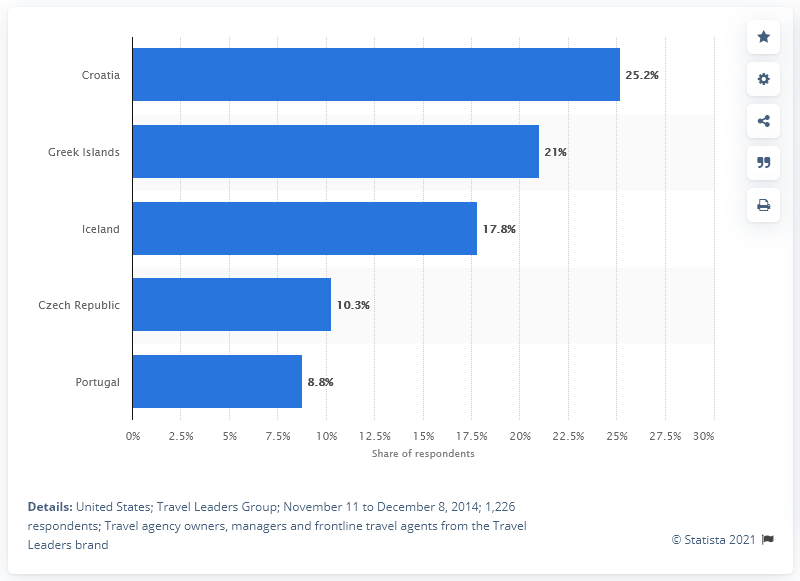 Croatia 25.2%
Greek Islands 21%
Iceland 17.8%
Czech Republic 10.3%
Portugal 8.8%
0% 2.5% 5% 7.5% 10% 12.5% 15% 17.5% 20% 22.5% 25% 27.5% 30%
Share of respondents
Details: United States; Travel Leaders Group; November 11 to December 8, 2014; 1,226
respondents; Travel agency owners, managers and frontline travel agents from the Travel
Leaders brand
© Statista 2021